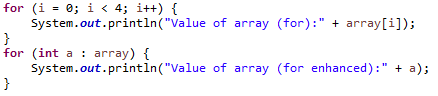 for (i = 0; i < 4; i++) {
    System.out.println("Value of array (for):" + array[i]);
}
for (int a : array) {
    System.out.println("Value of array (for enhanced):" + a);
}